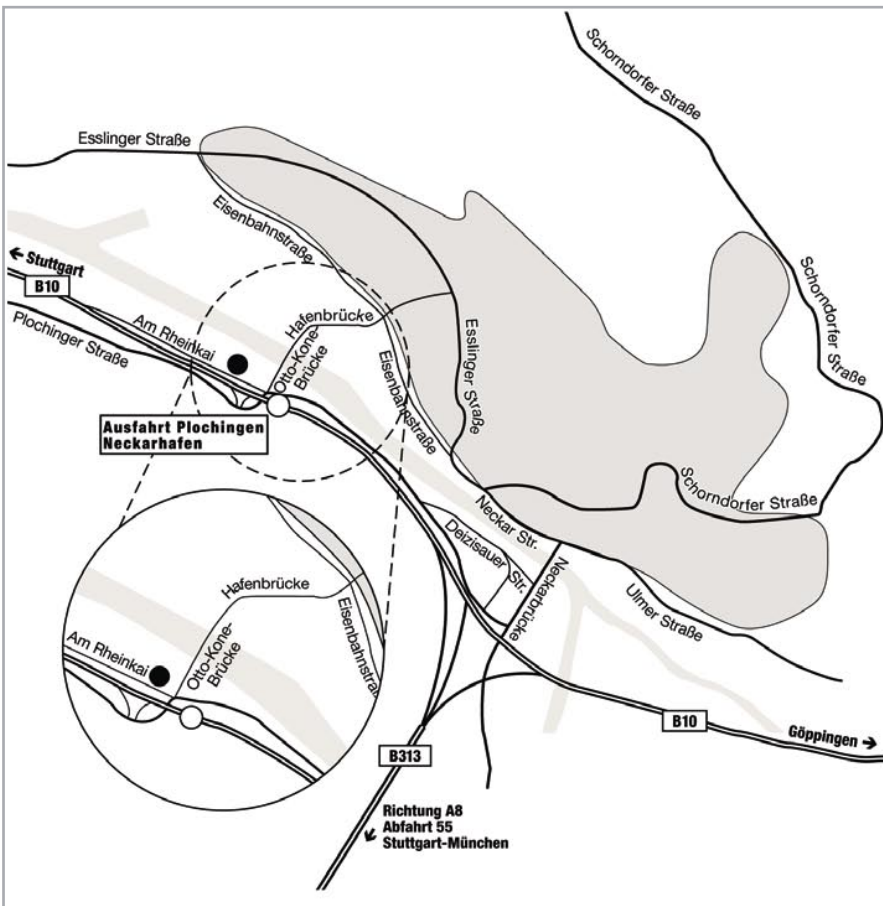 Schorndorfer Straße
Esslinger Straße
Eisenbahnstraße
← Stuttgart
B10
Plochinger Straße
Am Rheinkai
Hafenbrücke
Otto-Kone-
Brücke
Schorndorfer Straße
Esslinger Straße
Eisenbahnstraße
Ausfahrt Plochingen
Neckarhafen
Schorndorfer Straße
Neckar Str.
Deizisauer
Str.
Neckarbrücke
Ulmer Straße
Hafenbrücke
Am Rheinkai
Otto-Kone-
Brücke
Eisenbahnstraße
B10
Göppingen →
B313
Richtung A8
Abfahrt 55
Stuttgart-München